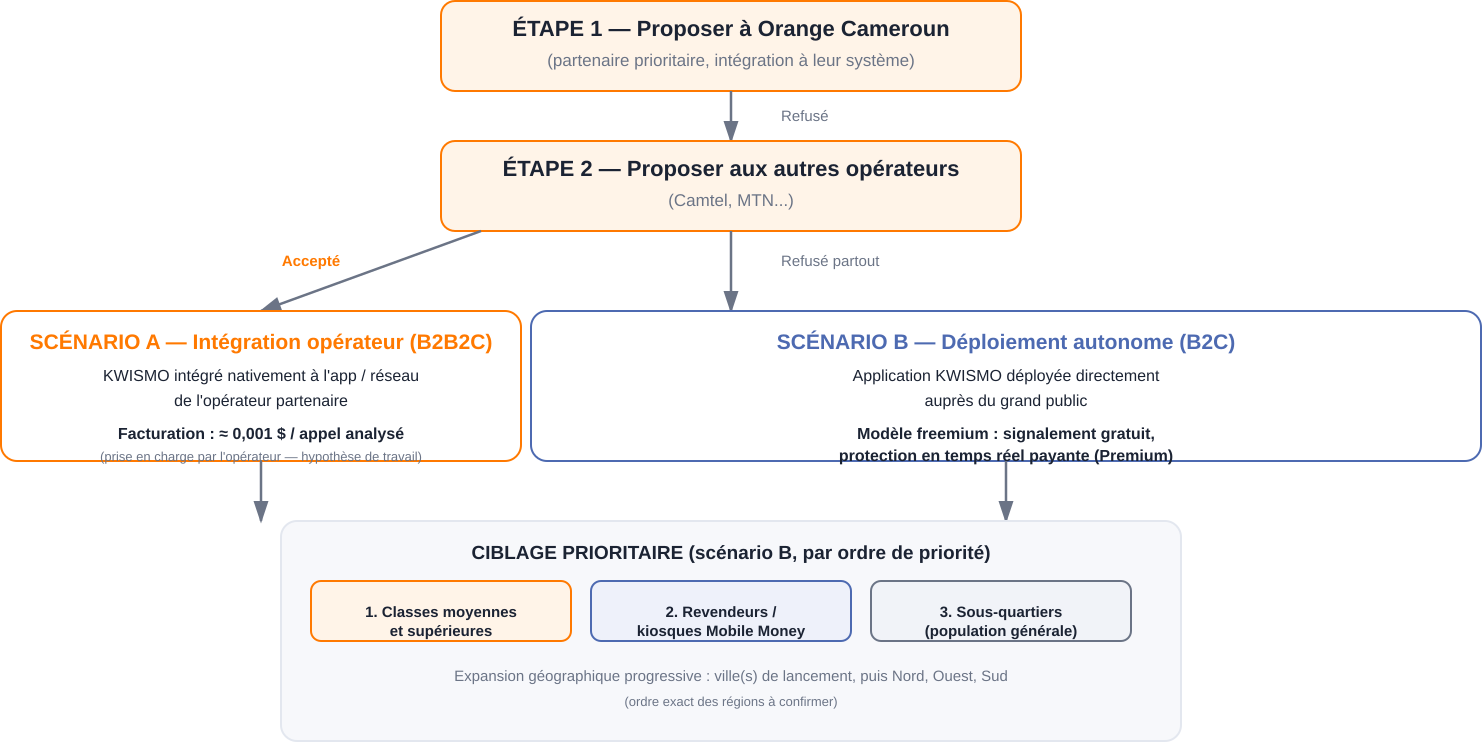 ÉTAPE 1 — Proposer à Orange Cameroun
(partenaire prioritaire, intégration à leur système)
Refusé
ÉTAPE 2 — Proposer aux autres opérateurs
(Camtel, MTN...)
Accepté
Refusé partout
SCÉNARIO A — Intégration opérateur (B2B2C)
KWISMO intégré nativement à l'app / réseau
de l'opérateur partenaire
Facturation : ≈ 0,001 $ / appel analysé
(prise en charge par l'opérateur — hypothèse de travail)
SCÉNARIO B — Déploiement autonome (B2C)
Application KWISMO déployée directement
auprès du grand public
Modèle freemium : signalement gratuit,
protection en temps réel payante (Premium)
CIBLAGE PRIORITAIRE (scénario B, par ordre de priorité)
1. Classes moyennes
et supérieures
2. Revendeurs /
kiosques Mobile Money
3. Sous-quartiers
(population générale)
Expansion géographique progressive : ville(s) de lancement, puis Nord, Ouest, Sud
(ordre exact des régions à confirmer)